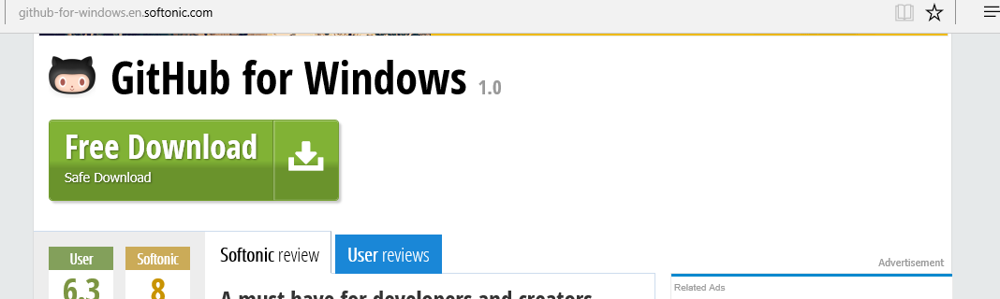 github-for-windows.en.softonic.com
GitHub for Windows 1.0
Free Download
Safe Download
User
Softonic
Softonic review
User reviews
Advertisement
6.3
8
A must have for developers and creators
Related Ads